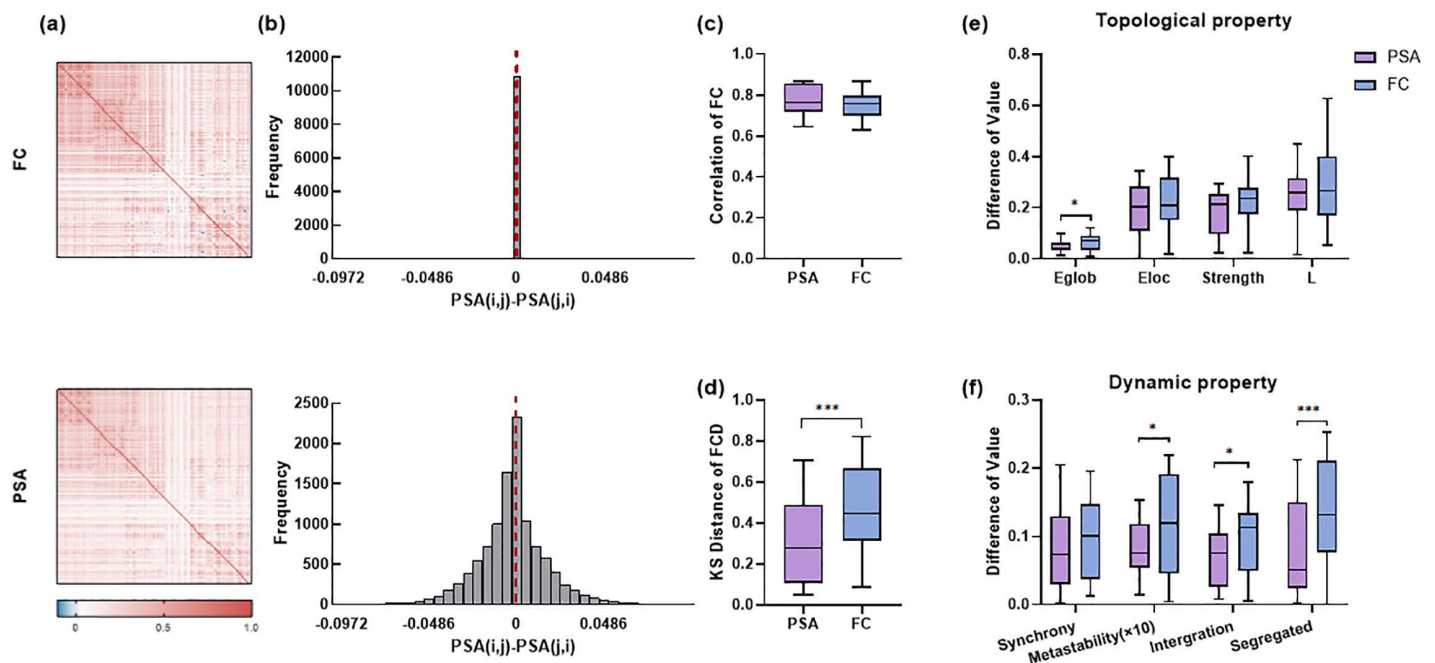 (a)
FC
PSA
0
0.5
1.0
(b)
12000
10000
8000
6000
4000
2000
0
Frequency
-0.0972
-0.0486
0
0.0486
PSA(i,j)-PSA(j,i)
2500
2000
1500
1000
500
0
Frequency
-0.0972
-0.0486
0
0.0486
PSA(i,j)-PSA(j,i)
(c)
1.0
0.8
0.6
0.4
0.2
0.0
Correlation of FC
PSA
FC
(d)
1.0
0.8
0.6
0.4
0.2
0.0
KS Distance of FCD
***
PSA
FC
(e)
Topological property
PSA
FC
0.8
0.6
0.4
0.2
0.0
Difference of Value
*
Eglob
Eloc
Strength
L
(f)
Dynamic property
0.3
0.2
0.1
0.0
Difference of Value
*
*
***
Synchrony
Metastability(×10)
Intergration
Segregated